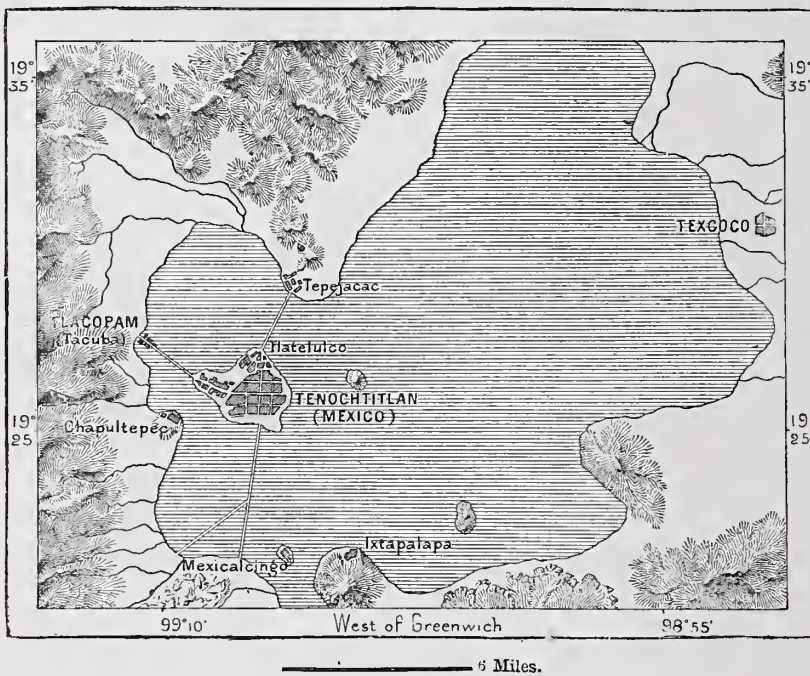 19°
35'
19°
35'
TEXCOCO
Tepejacac
TLACOPAM
(Tacuba)
Tlatelulco
TENOCHTITLAN
(MEXICO)
Chapultepec
19°
25'
19°
25'
Ixtapalapa
Mexicalcingo
99°10'
West of Greenwich
98°55'
6 Miles.